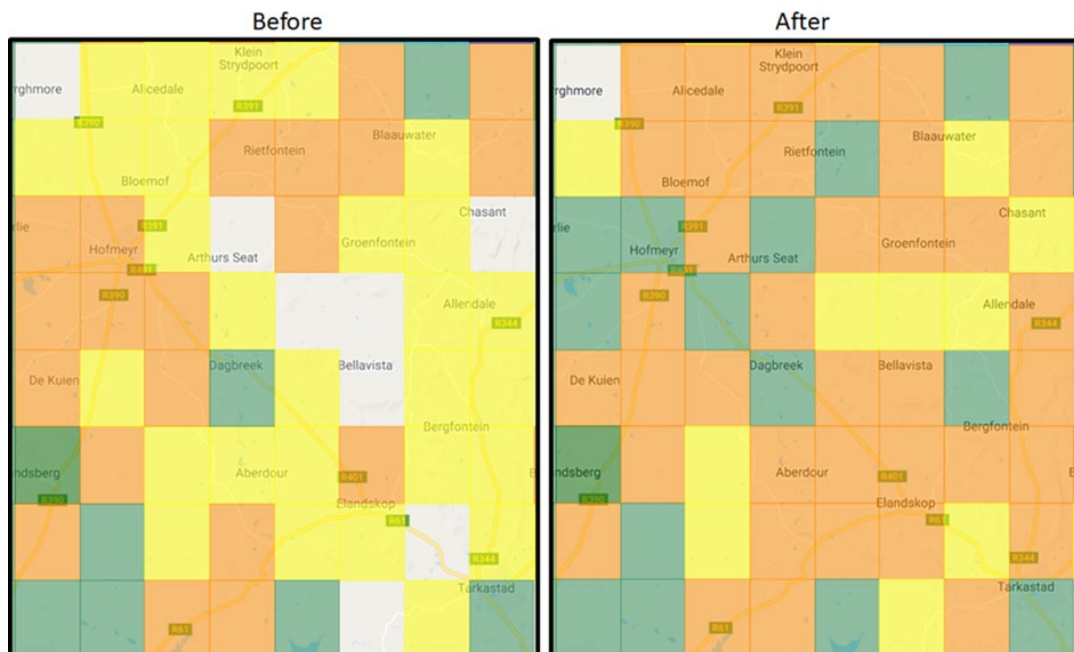 Before
After
Klein
Strydpoort
rghmore
Alicedale
R391
R390
Blaauwater
Rietfontein
Bloemof
Chasant
rlie
R391
Hofmeyr
Groenfontein
Arthurs Seat
R401
R390
Allendale
R344
Dagbreek
Bellavista
De Kuien
Bergfontein
ndsberg
Aberdour
R401
R390
Elandskop
R61
R344
Tarkastad
R61
Klein
Strydpoort
rghmore
Alicedale
R391
R390
Blaauwater
Rietfontein
Bloemof
Chasant
rlie
R391
Hofmeyr
Groenfontein
Arthurs Seat
R401
R390
Allendale
R344
Dagbreek
Bellavista
De Kuien
Bergfontein
ndsberg
Aberdour
R401
R390
Elandskop
R61
R344
Tarkastad
R61